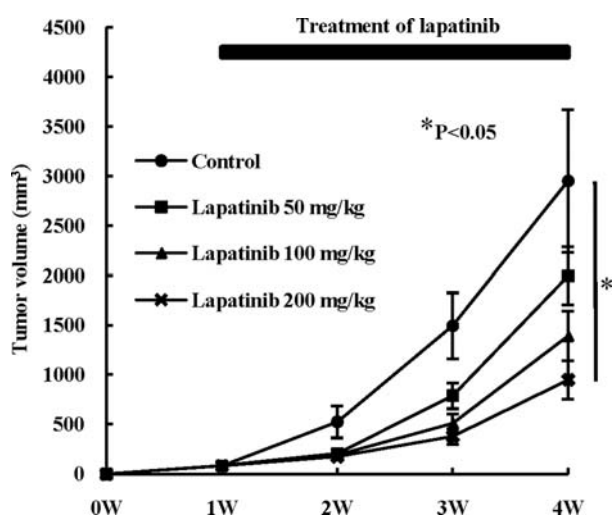 Treatment of lapatinib
4500
4000
3500
3000
2500
2000
1500
1000
500
0
Tumor volume (mm³)
*P<0.05
Control
Lapatinib 50 mg/kg
Lapatinib 100 mg/kg
Lapatinib 200 mg/kg
*
0W 1W 2W 3W 4W